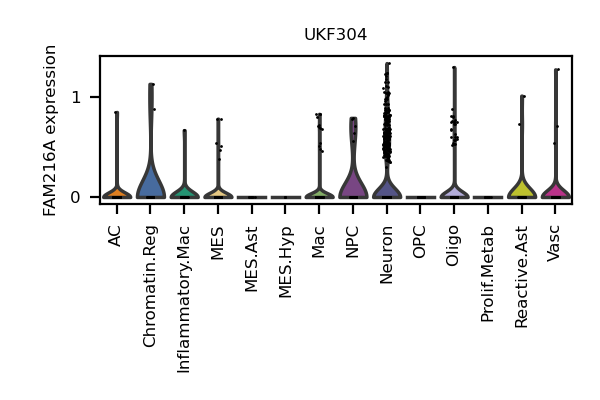 UKF304
FAM216A expression
1
0
AC
Chromatin.Reg
Inflammatory.Mac
MES
MES.Ast
MES.Hyp
Mac
NPC
Neuron
OPC
Oligo
Prolif.Metab
Reactive.Ast
Vasc